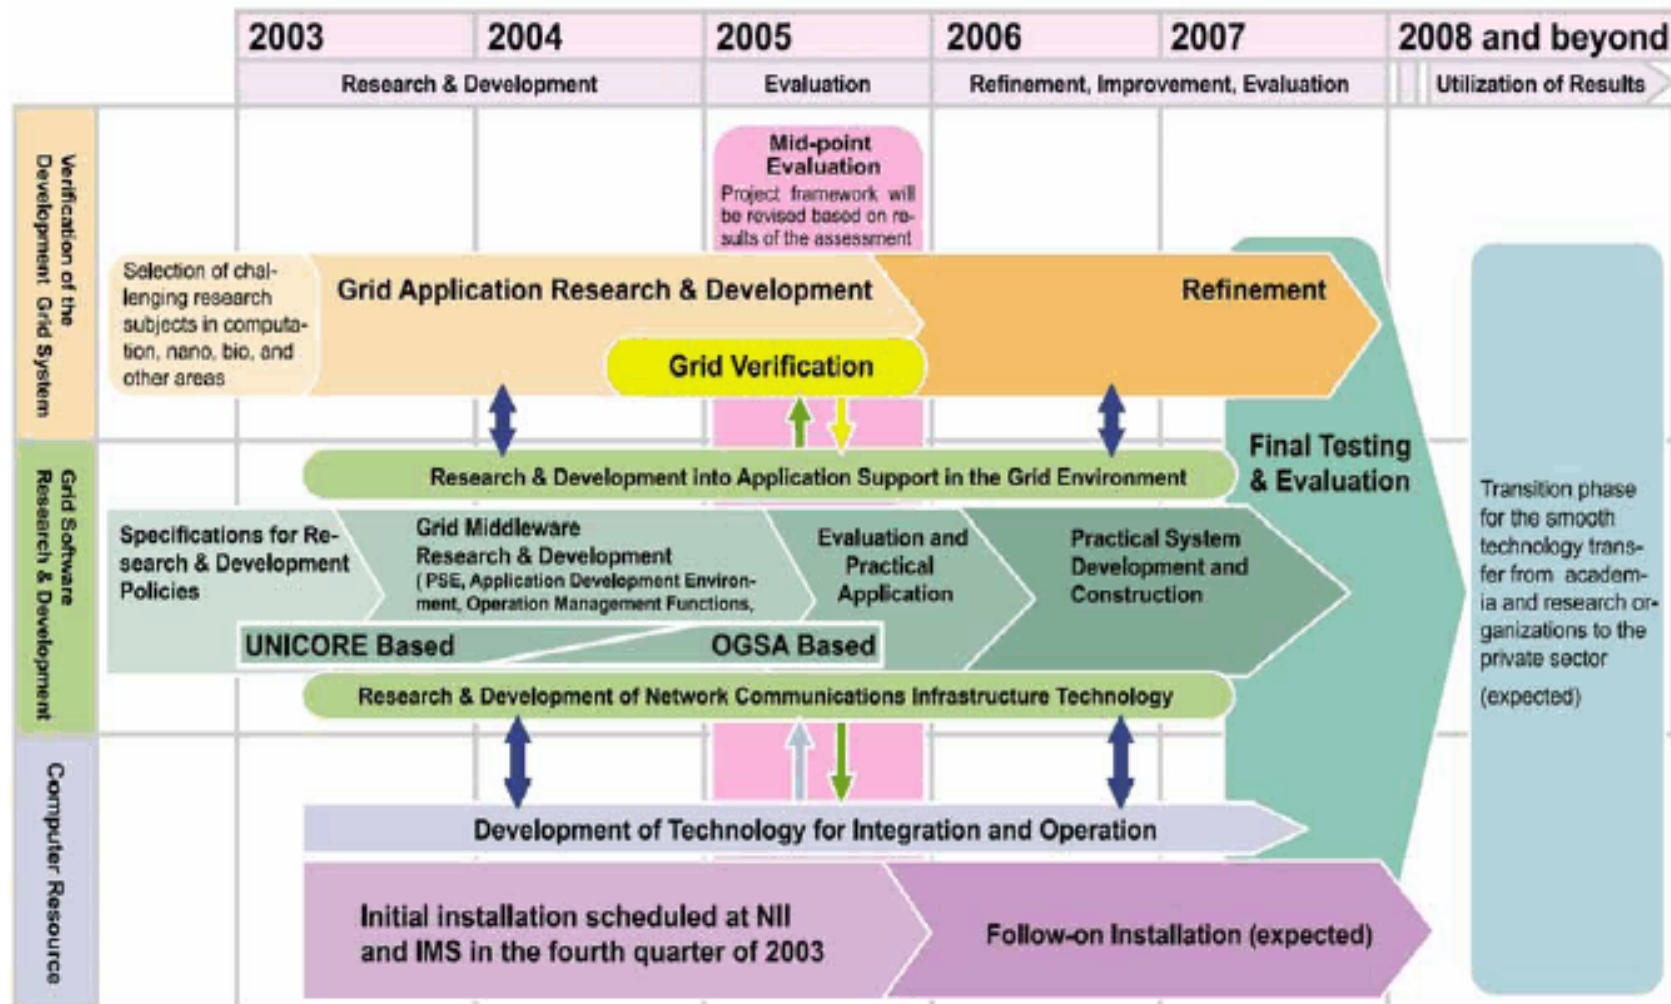 2003
2004
2005
2006
2007
2008 and beyond
Research & Development
Evaluation
Refinement, Improvement, Evaluation
Utilization of Results
Verification of the
Development Grid System
Mid-point
Evaluation
Project framework will
be revised based on re-
sults of the assessment
Selection of chal-
lenging research
subjects in computa-
tion, nano, bio, and
other areas
Grid Application Research & Development
Refinement
Grid Verification
Grid Software
Research & Development
Research & Development into Application Support in the Grid Environment
Final Testing
& Evaluation
Specifications for Re-
search & Development
Policies
Grid Middleware
Research & Development
( PSE, Application Development Environ-
ment, Operation Management Functions,
Evaluation and
Practical
Application
Practical System
Development and
Construction
UNICORE Based
OGSA Based
Research & Development of Network Communications Infrastructure Technology
Transition phase
for the smooth
technology trans-
fer from academ-
ia and research or-
ganizations to the
private sector
(expected)
Computer Resource
Development of Technology for Integration and Operation
Initial installation scheduled at NII
and IMS in the fourth quarter of 2003
Follow-on Installation (expected)